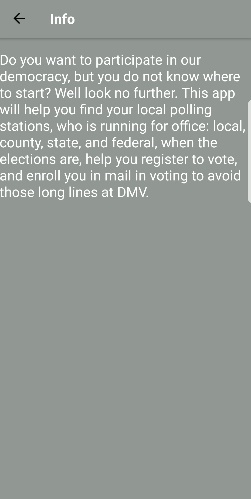 Info
Do you want to participate in our
democracy, but you do not know where
to start? Well look no further. This app
will help you find your local polling
stations, who is running for office: local,
county, state, and federal, when the
elections are, help you register to vote,
and enroll you in mail in voting to avoid
those long lines at DMV.